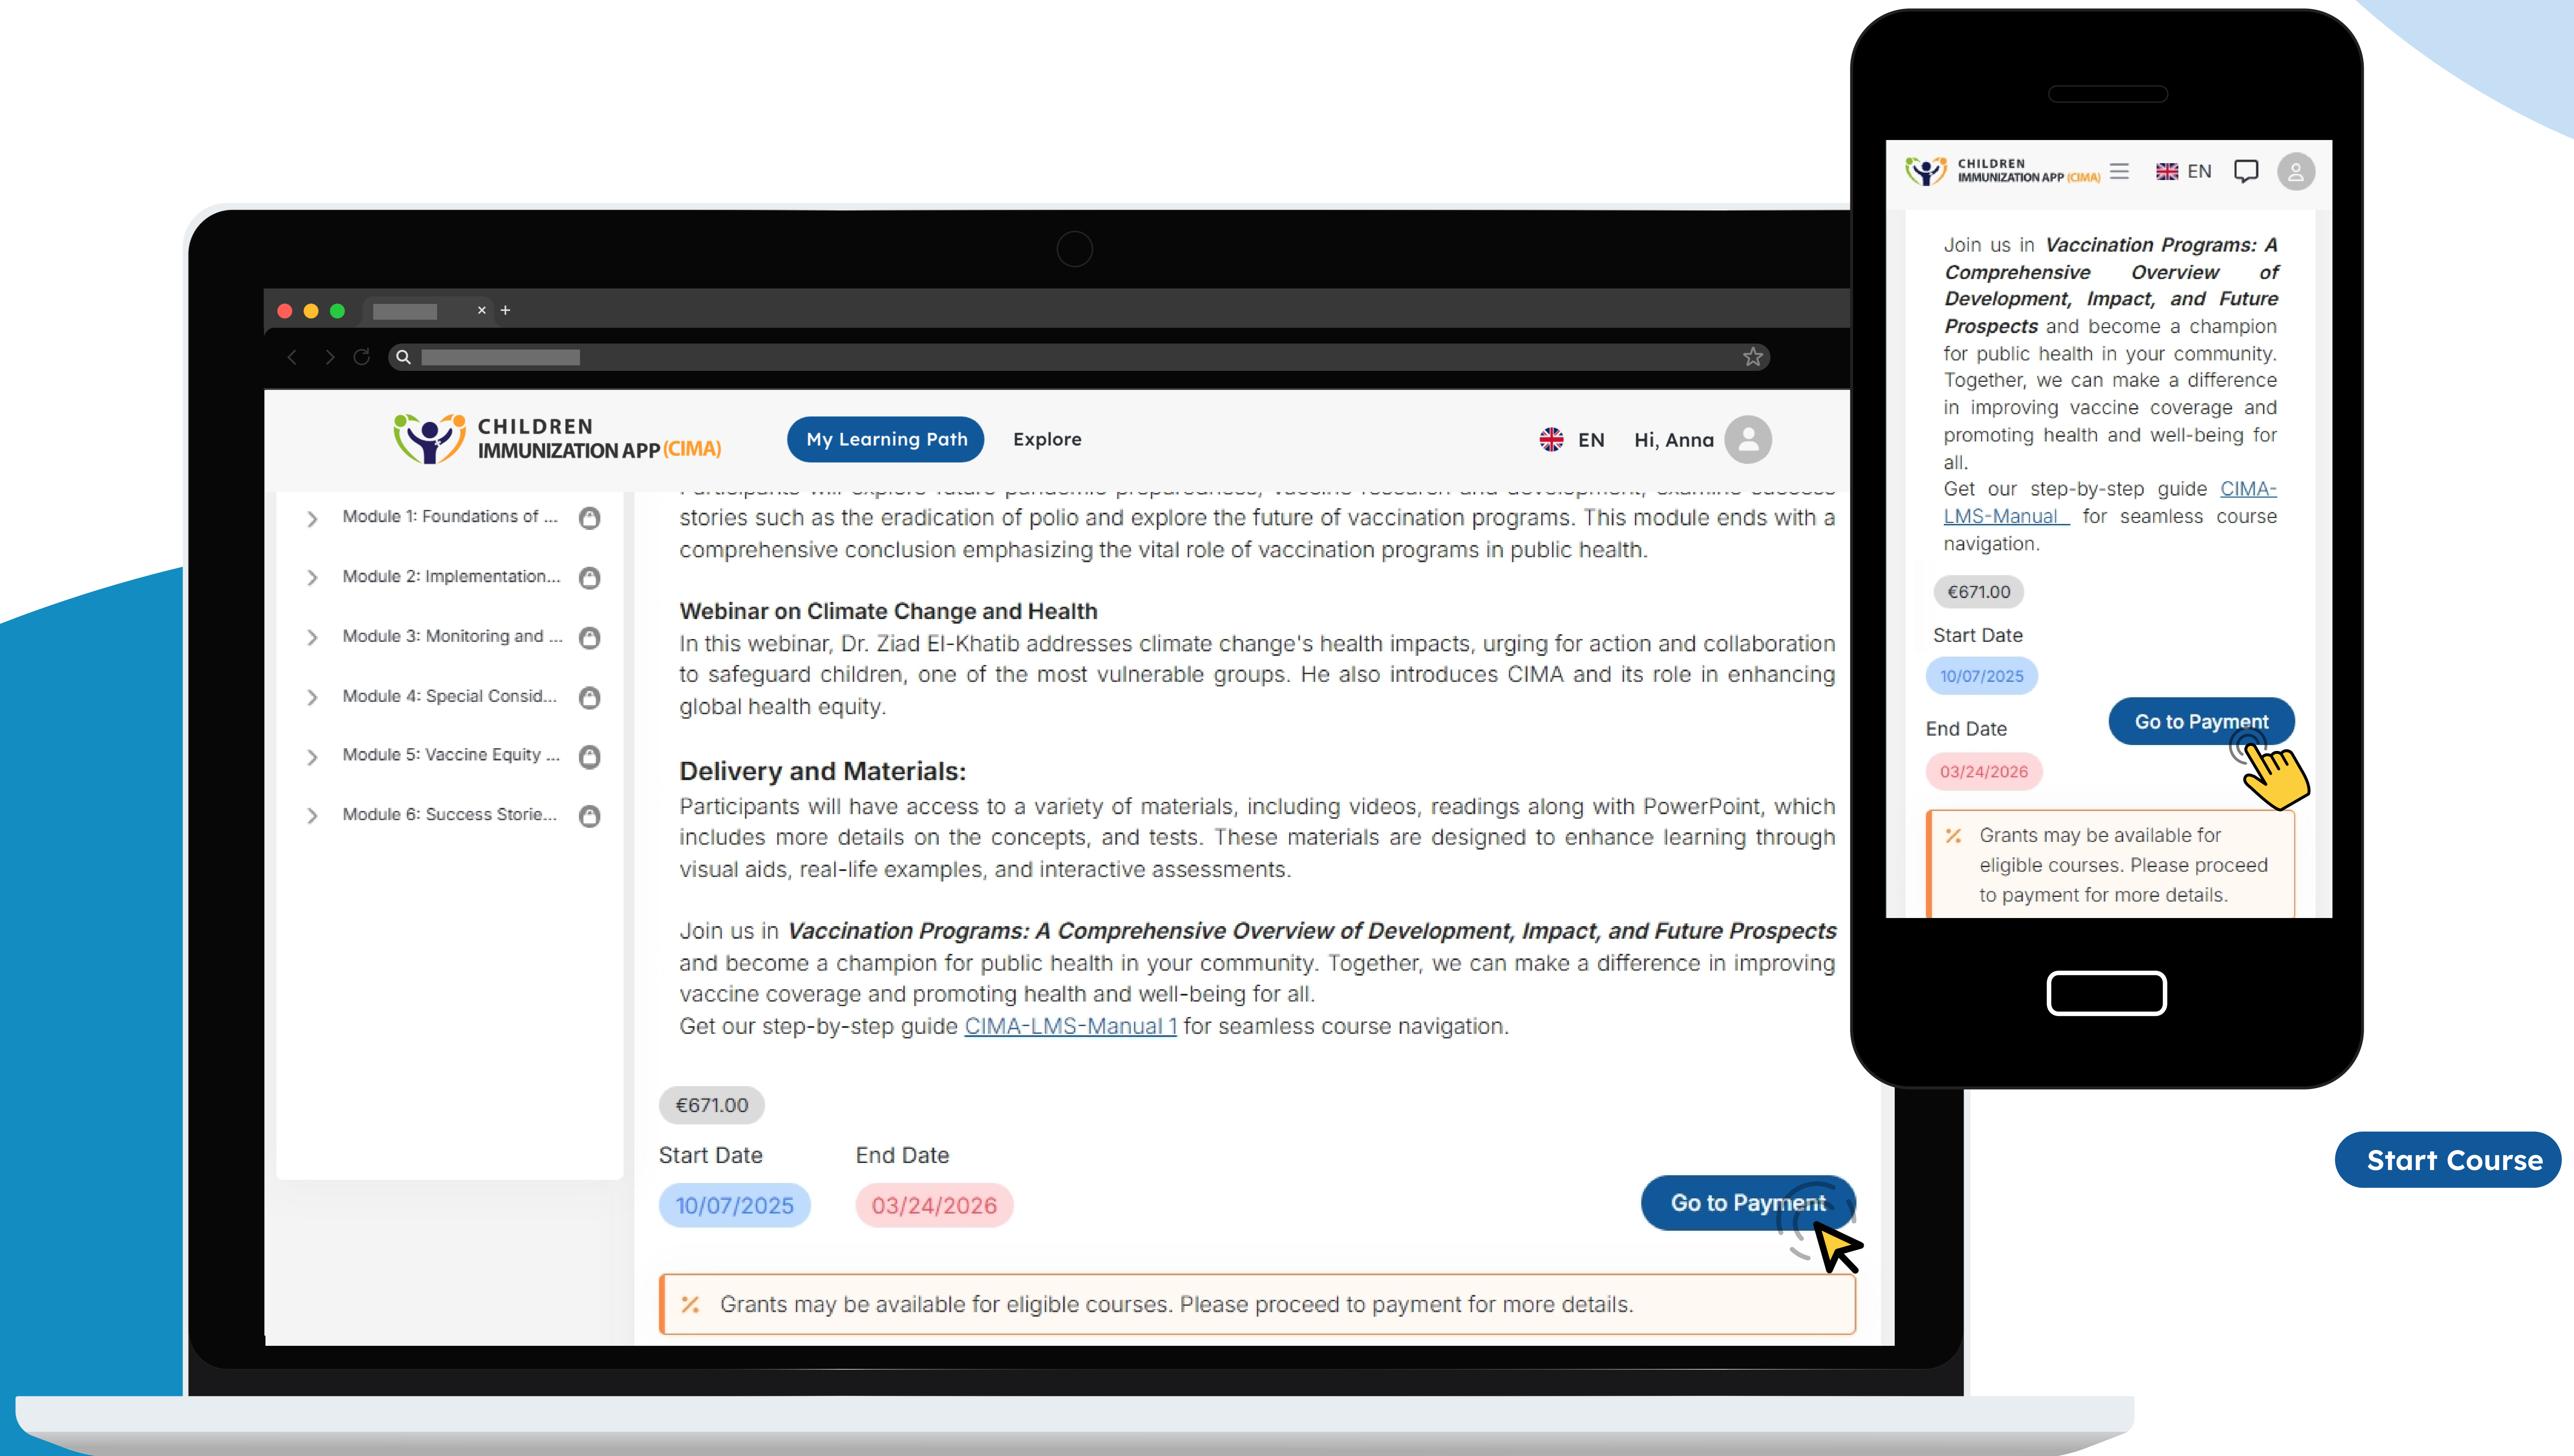 CHILDREN
IMMUNIZATION APP (CIMA)
My Learning Path
Explore
EN
Hi, Anna
Module 1: Foundations of ...
Module 2: Implementation...
Module 3: Monitoring and ...
Module 4: Special Consid...
Module 5: Vaccine Equity ...
Module 6: Success Storie...
Participants will explore future pandemic preparedness, vaccine research and development, examine success
stories such as the eradication of polio and explore the future of vaccination programs. This module ends with a
comprehensive conclusion emphasizing the vital role of vaccination programs in public health.
Webinar on Climate Change and Health
In this webinar, Dr. Ziad El-Khatib addresses climate change's health impacts, urging for action and collaboration
to safeguard children, one of the most vulnerable groups. He also introduces CIMA and its role in enhancing
global health equity.
Delivery and Materials:
Participants will have access to a variety of materials, including videos, readings along with PowerPoint, which
includes more details on the concepts, and tests. These materials are designed to enhance learning through
visual aids, real-life examples, and interactive assessments.
Join us in Vaccination Programs: A Comprehensive Overview of Development, Impact, and Future Prospects
and become a champion for public health in your community. Together, we can make a difference in improving
vaccine coverage and promoting health and well-being for all.
Get our step-by-step guide CIMA-LMS-Manual 1 for seamless course navigation.
€671.00
Start Date
End Date
10/07/2025
03/24/2026
Go to Payment
Grants may be available for eligible courses. Please proceed to payment for more details.
CHILDREN
IMMUNIZATION APP (CIMA)
EN
Join us in Vaccination Programs: A
Comprehensive Overview of
Development, Impact, and Future
Prospects and become a champion
for public health in your community.
Together, we can make a difference
in improving vaccine coverage and
promoting health and well-being for
all.
Get our step-by-step guide CIMA-
LMS-Manual for seamless course
navigation.
€671.00
Start Date
10/07/2025
End Date
03/24/2026
Go to Payment
Grants may be available for
eligible courses. Please proceed
to payment for more details.
Start Course